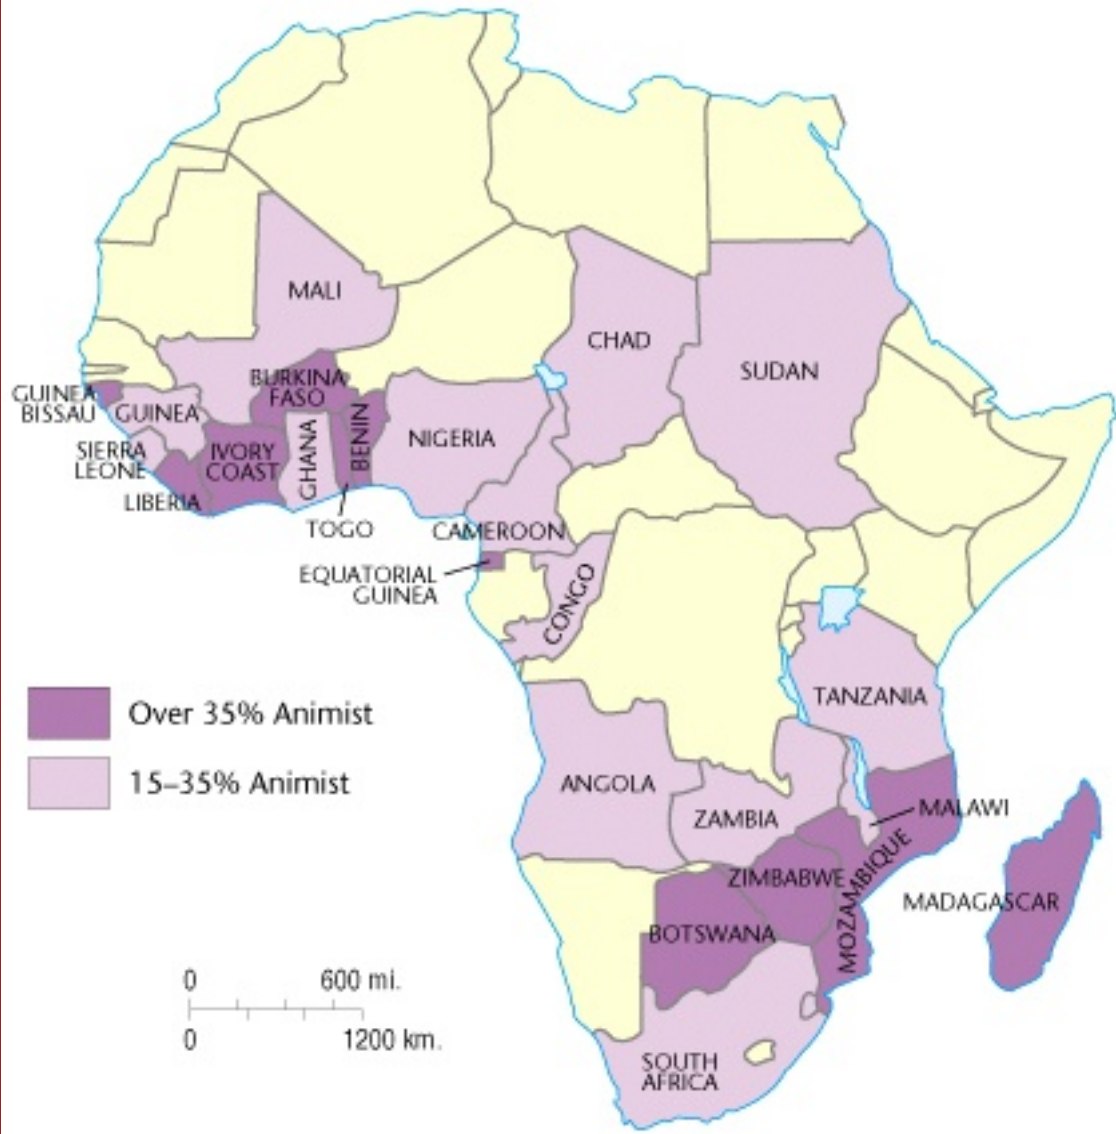 MALI
CHAD
SUDAN
GUINEA
BISSAU
GUINEA
BURKINA
FASO
SIERRA
LEONE
IVORY
COAST
GHANA
BENIN
NIGERIA
LIBERIA
TOGO
CAMEROON
EQUATORIAL
GUINEA
CONGO
TANZANIA
Over 35% Animist
15–35% Animist
ANGOLA
ZAMBIA
MALAWI
ZIMBABWE
MOZAMBIQUE
MADAGASCAR
BOTSWANA
0 600 mi.
0 1200 km.
SOUTH
AFRICA